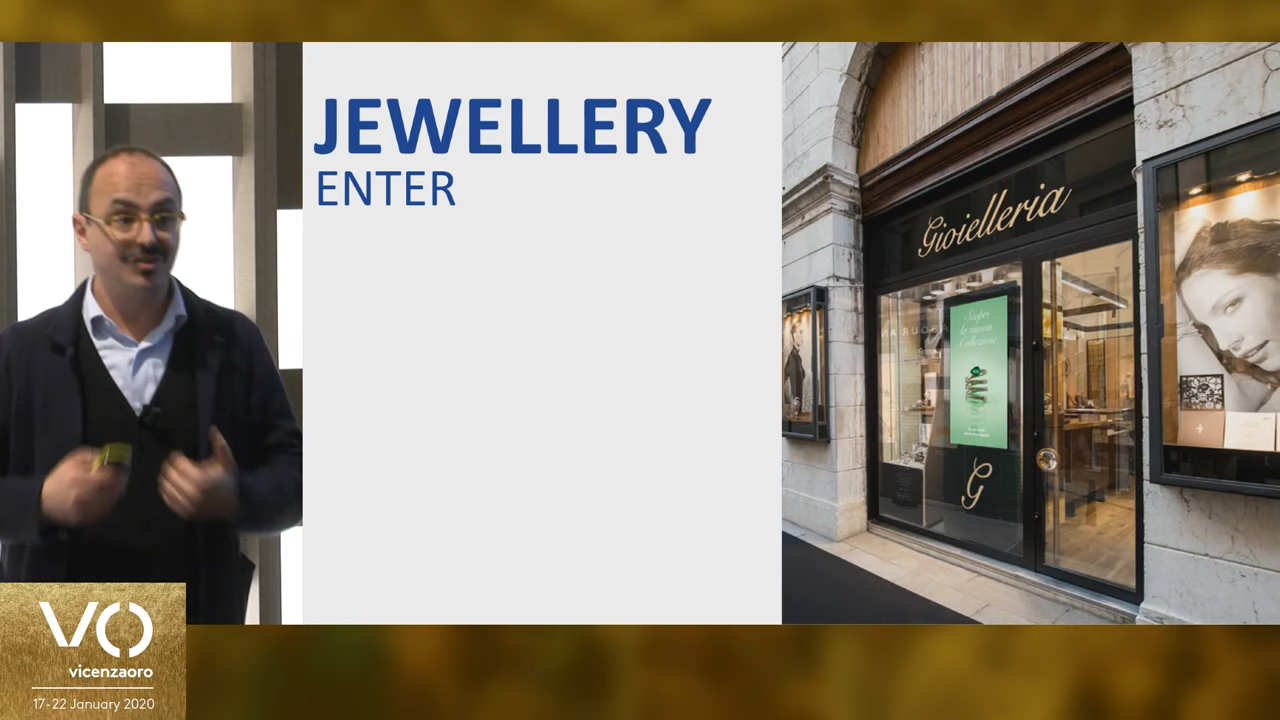 JEWELLERY
ENTER
Gioielleria
Scopri
la nuova
Collezione
G
VO
vicenzaoro
17-22 January 2020